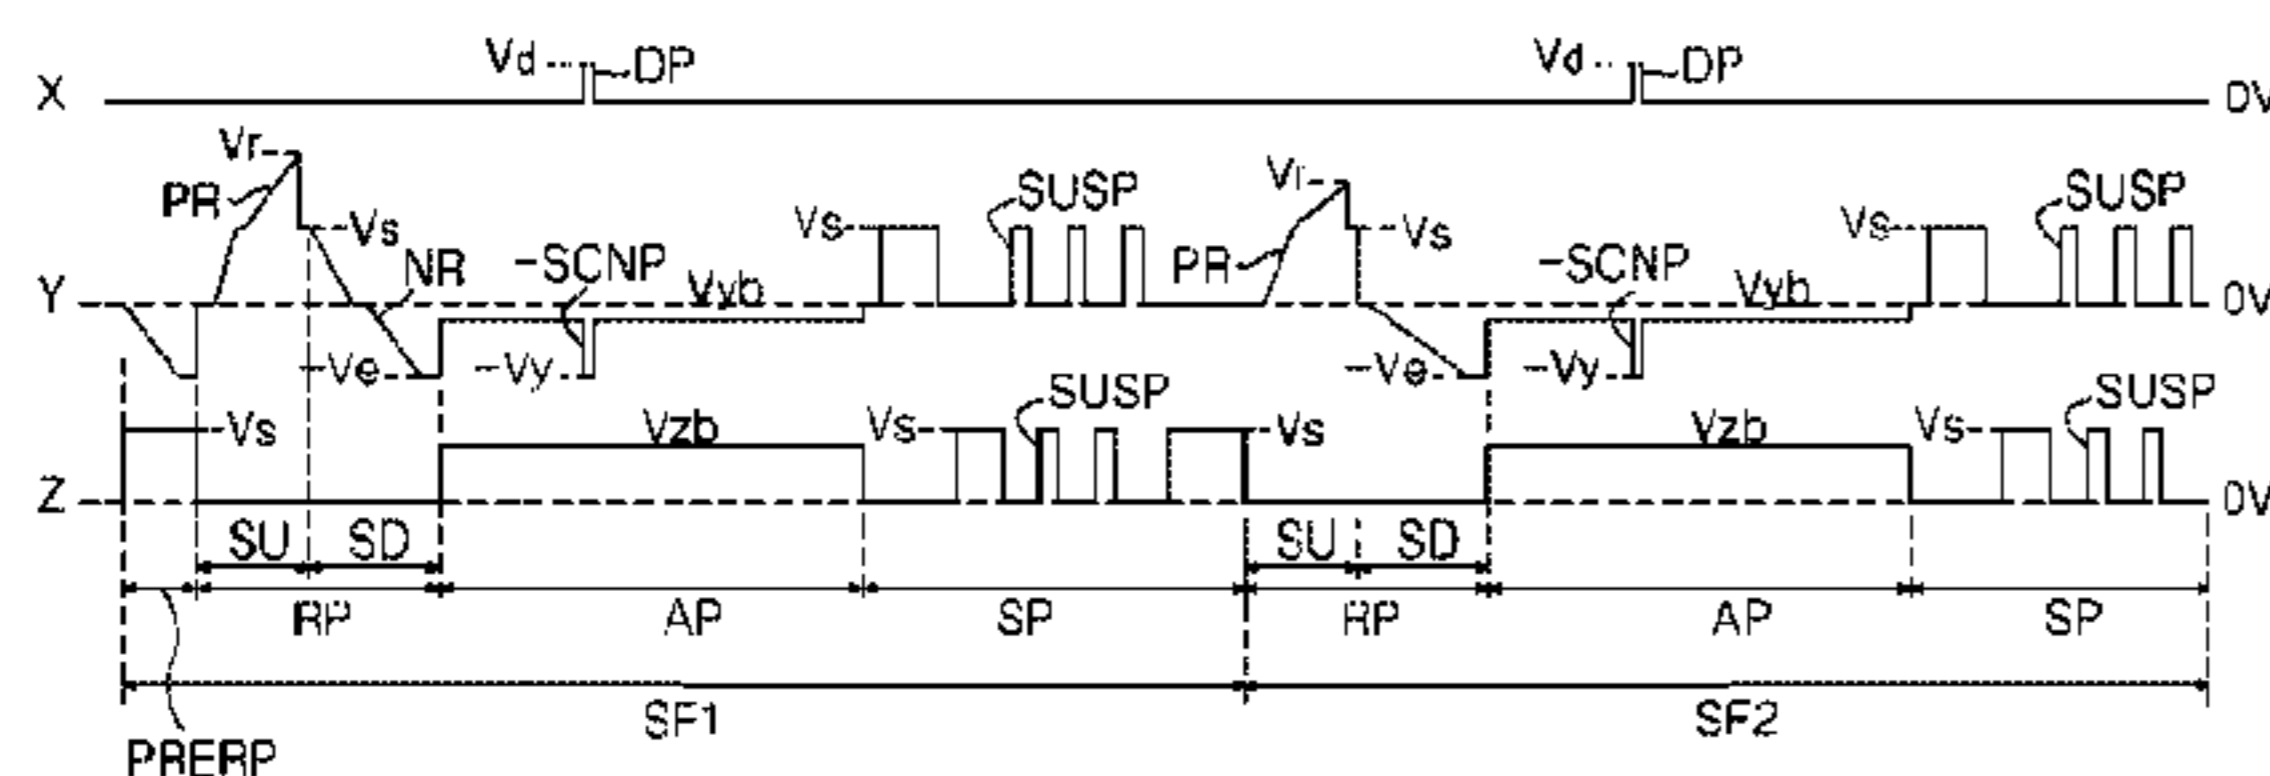 X Vd DP Vd DP 0V
Vr PR Vs SUSP Vr Vs SUSP
Y NR -SCNP Vyb Vs PR -SCNP Vyb Vs 0V
-Ve -Vy -Ve -Vy
Vs Vzb Vs SUSP Vs Vzb Vs SUSP
Z 0V
SU SD SU SD
RP AP SP RP AP SP
SF1 SF2
PRERP